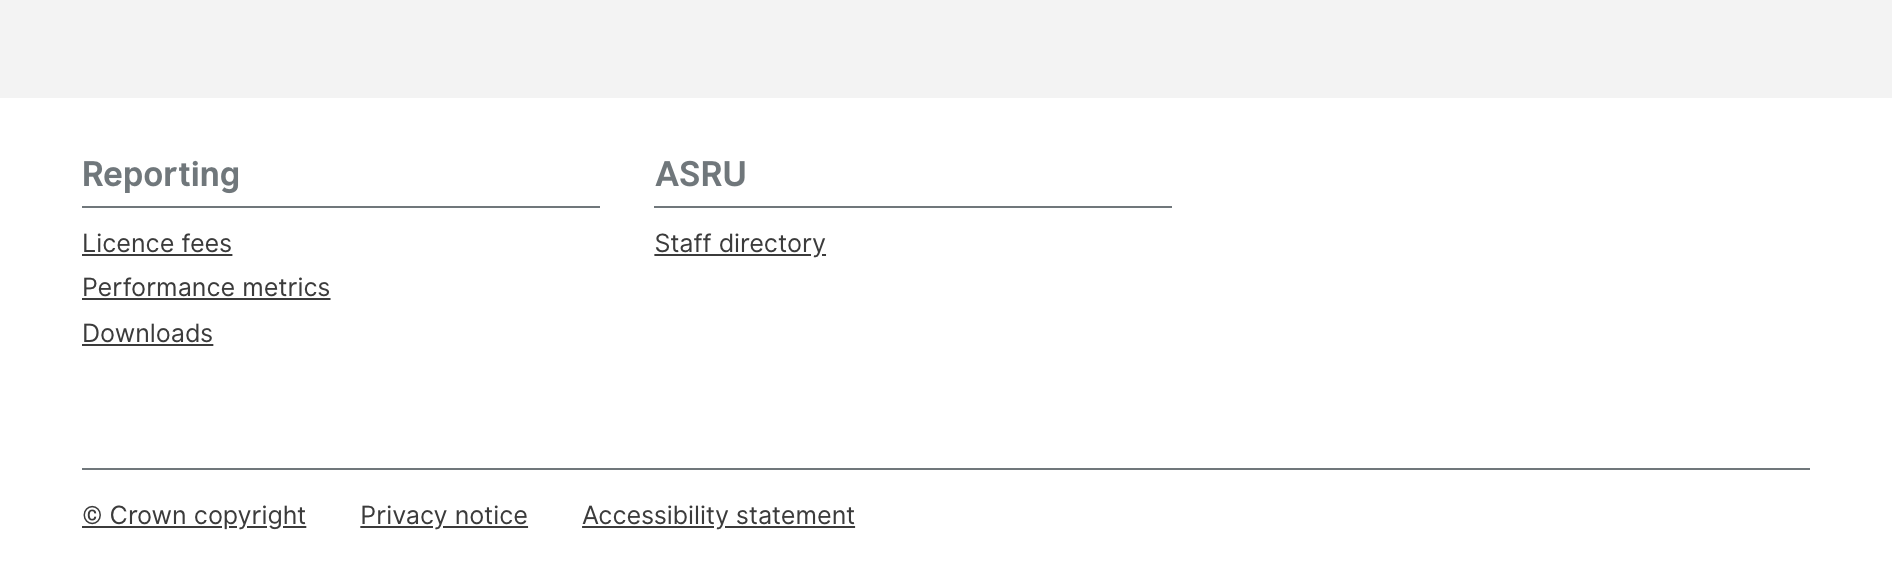 Reporting
Licence fees
Performance metrics
Downloads
ASRU
Staff directory
© Crown copyright Privacy notice Accessibility statement